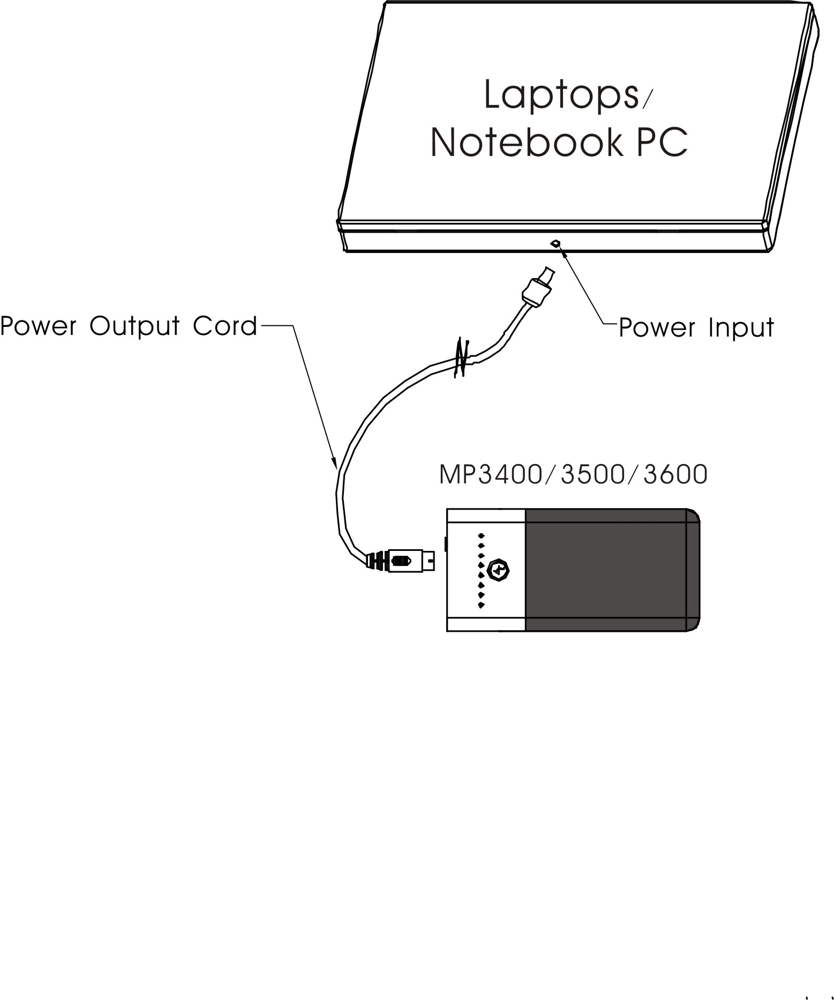 Laptops/
Notebook PC
Power Output Cord
Power Input
MP3400/3500/3600